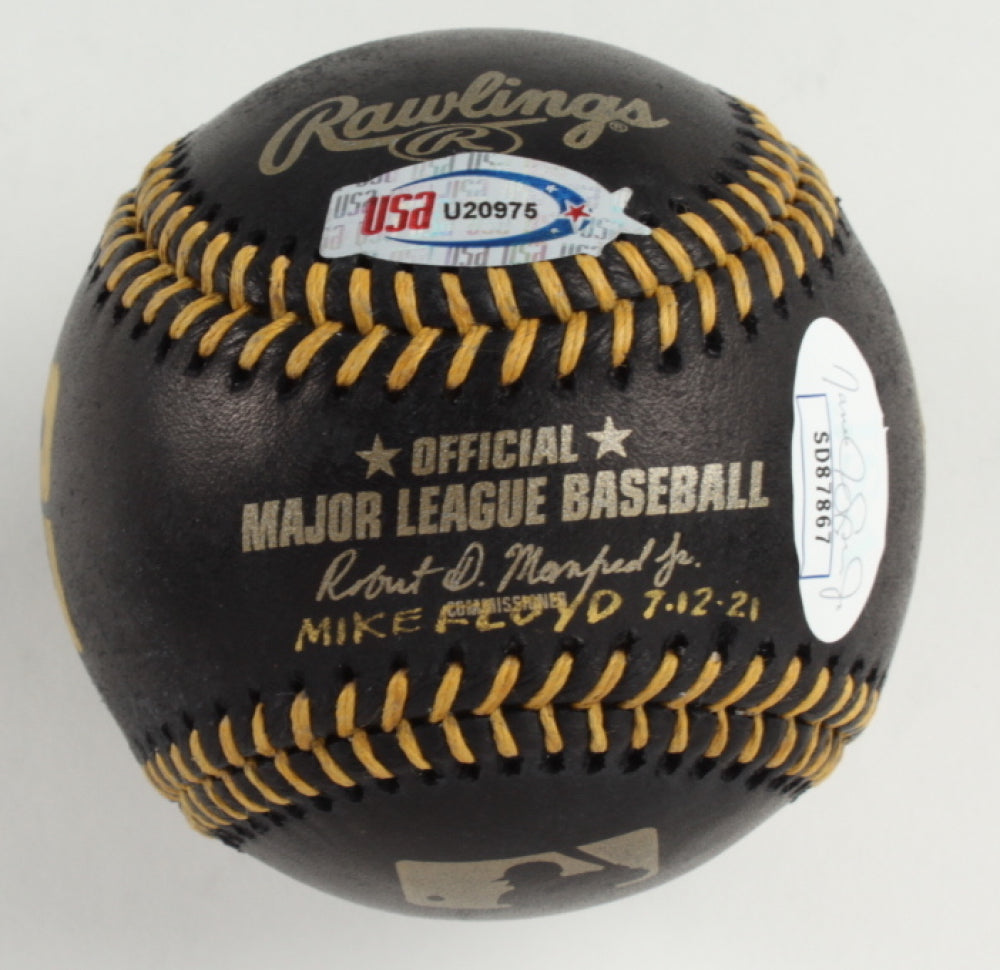 Rawlings®
R
USA U20975
★ OFFICIAL ★
MAJOR LEAGUE BASEBALL
Robert D. Manfred Jr.
COMMISSIONER
MIKE FLOYD 7.12.21
SD87867